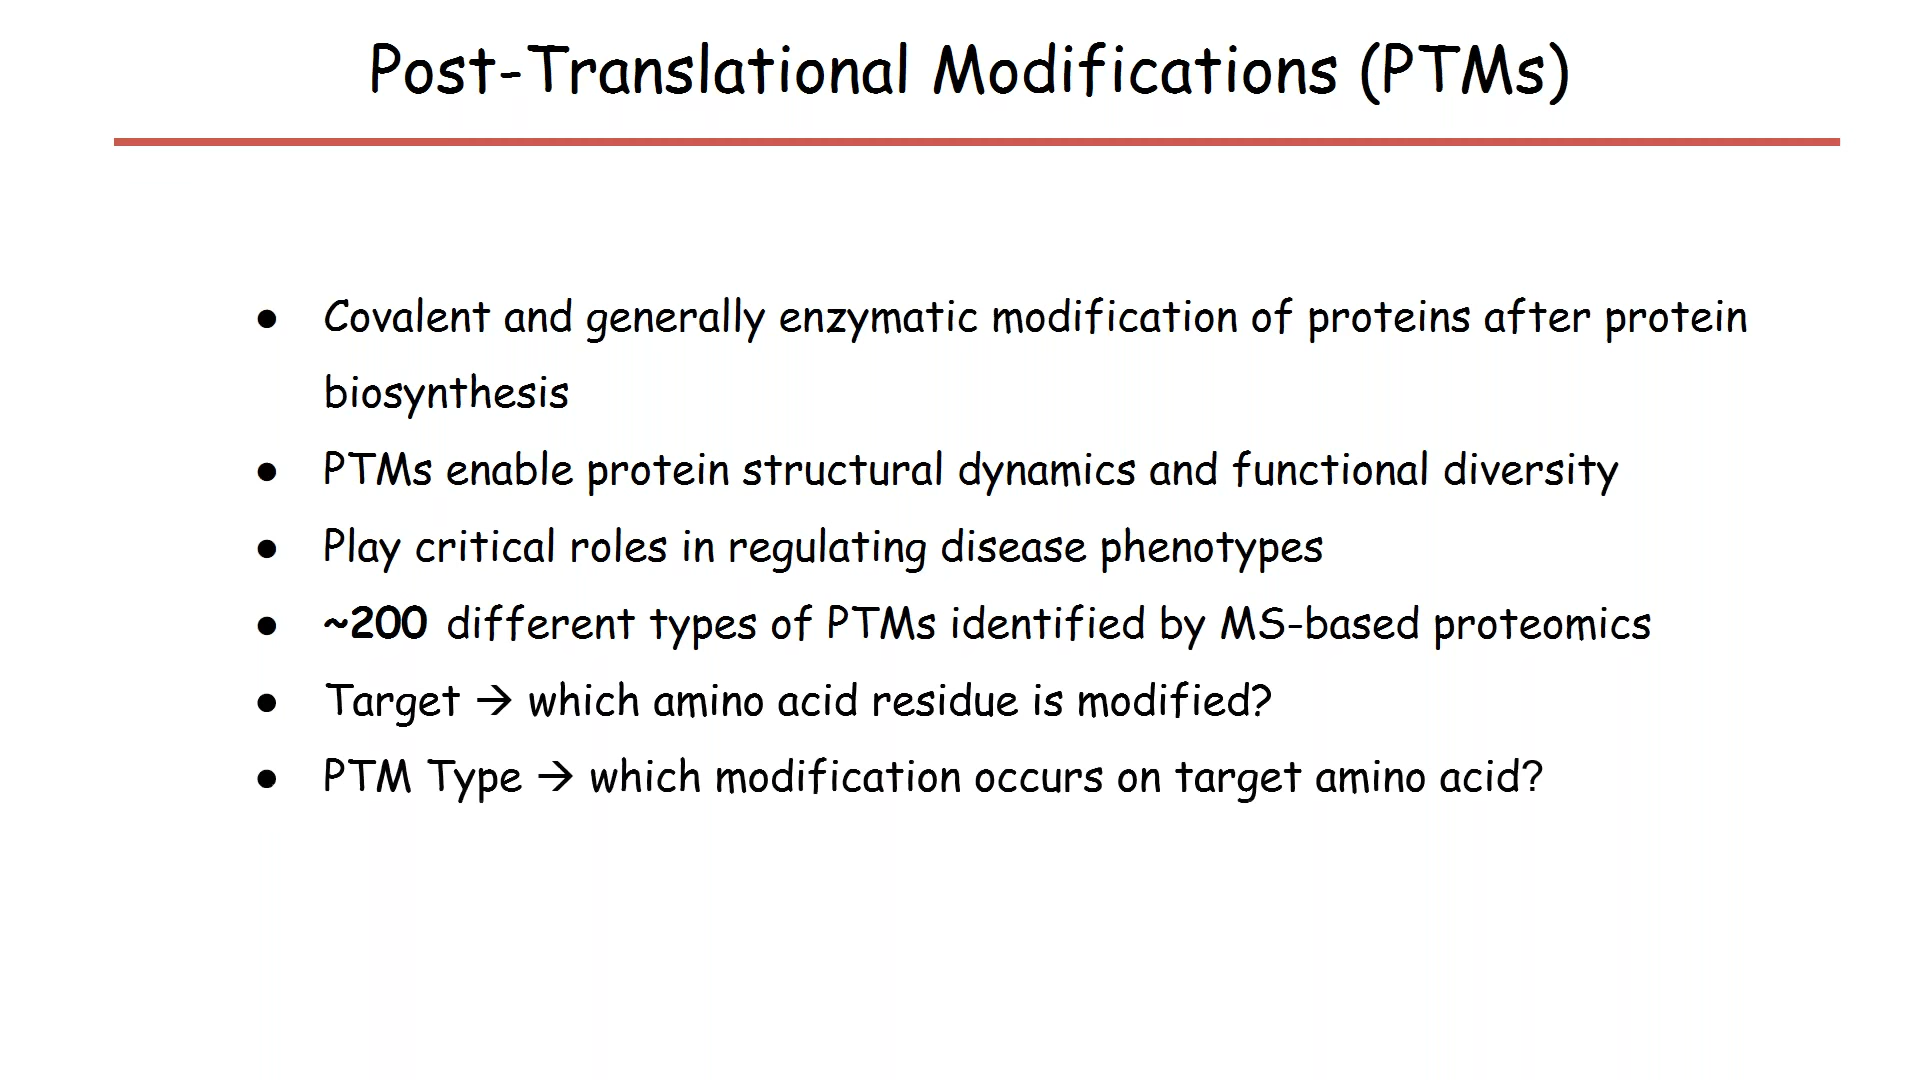 Post-Translational Modifications (PTMs)
● Covalent and generally enzymatic modification of proteins after protein
biosynthesis
● PTMs enable protein structural dynamics and functional diversity
● Play critical roles in regulating disease phenotypes
● ~200 different types of PTMs identified by MS-based proteomics
● Target → which amino acid residue is modified?
● PTM Type → which modification occurs on target amino acid?